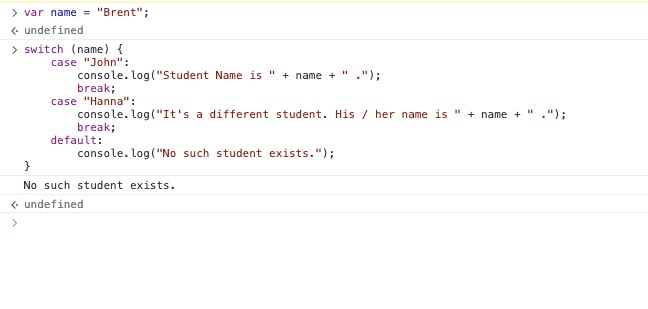 var name = "Brent";
undefined
switch (name) {
    case "John":
        console.log("Student Name is " + name + " .");
        break;
    case "Hanna":
        console.log("It's a different student. His / her name is " + name + " .");
        break;
    default:
        console.log("No such student exists.");
}
No such student exists.
undefined